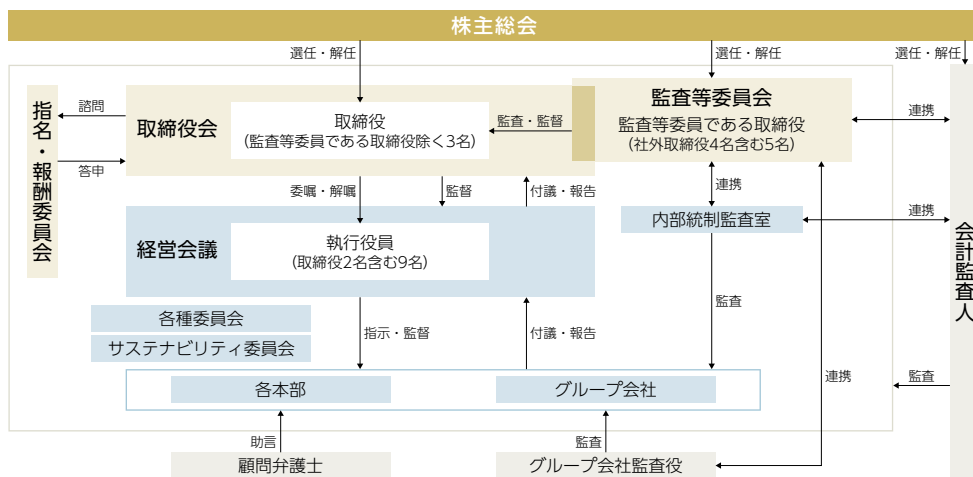 株主総会
選任・解任
選任・解任
選任・解任
指名・報酬委員会
諮問
答申
取締役会
取締役
(監査等委員である取締役除く3名)
監査・監督
監査等委員会
監査等委員である取締役
(社外取締役4名含む5名)
連携
委嘱・解嘱
監督
付議・報告
連携
内部統制監査室
連携
会計監査人
経営会議
執行役員
(取締役2名含む9名)
監査
各種委員会
サステナビリティ委員会
指示・監督
付議・報告
連携
監査
各本部
グループ会社
助言
監査
顧問弁護士
グループ会社監査役